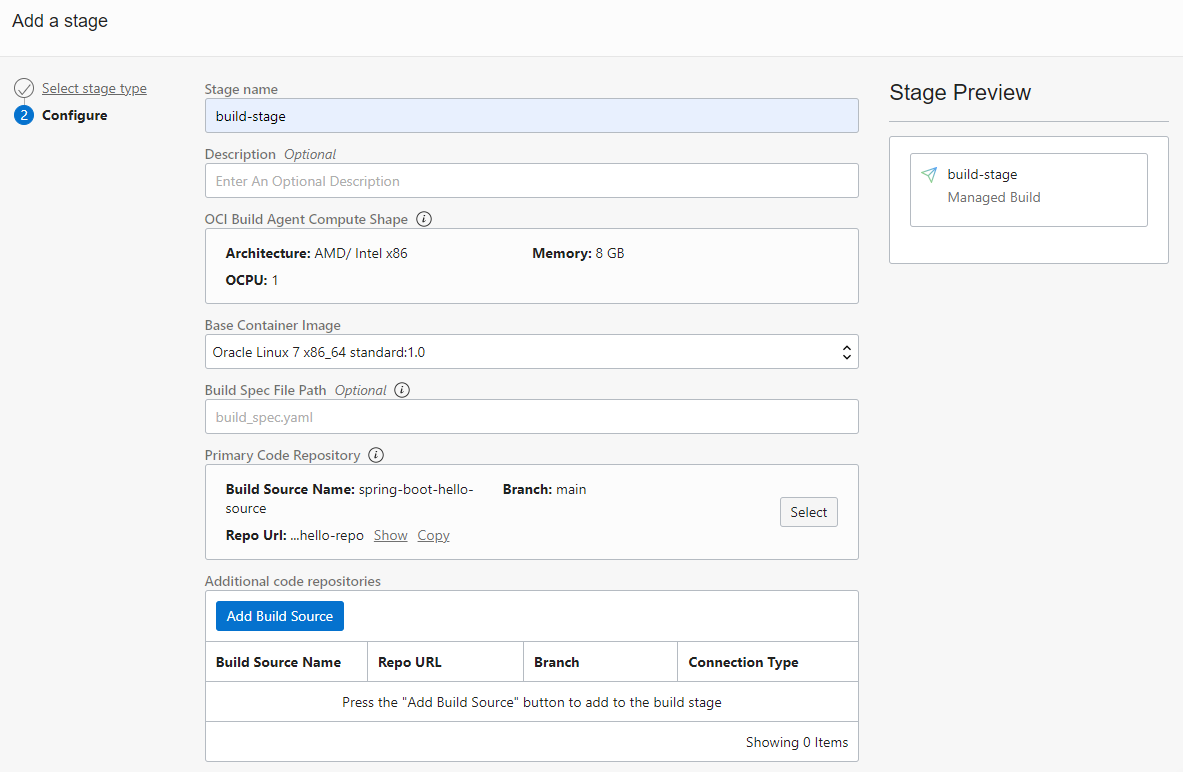 Add a stage
Select stage type
2 Configure
Stage name
build-stage
Description Optional
Enter An Optional Description
OCI Build Agent Compute Shape i
Architecture: AMD/ Intel x86 Memory: 8 GB
OCPU: 1
Base Container Image
Oracle Linux 7 x86_64 standard:1.0
Build Spec File Path Optional i
build_spec.yaml
Primary Code Repository i
Build Source Name: spring-boot-hello-
source
Branch: main
Repo Url: ...hello-repo Show Copy
Select
Additional code repositories
Add Build Source
Build Source Name Repo URL Branch Connection Type
Press the "Add Build Source" button to add to the build stage
Showing 0 Items
Stage Preview
build-stage
Managed Build